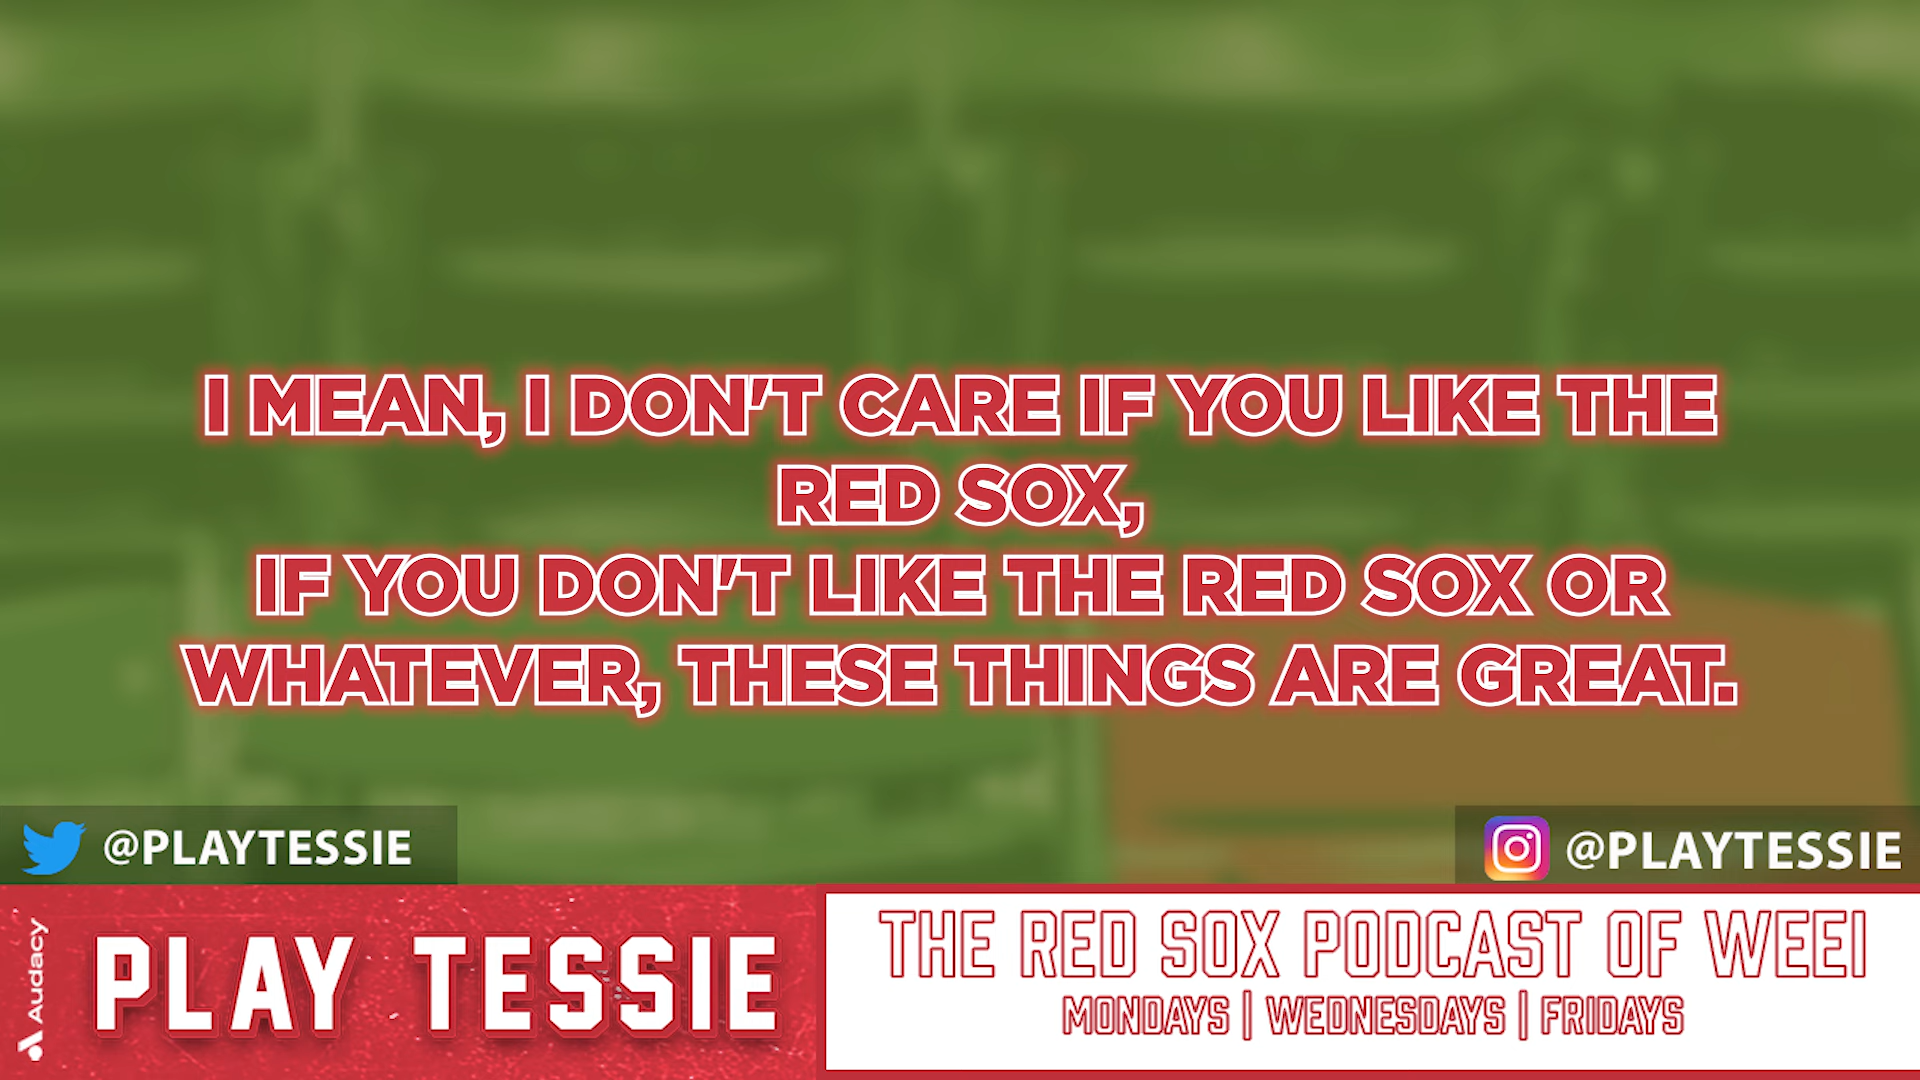 I MEAN, I DON'T CARE IF YOU LIKE THE
RED SOX,
IF YOU DON'T LIKE THE RED SOX OR
WHATEVER, THESE THINGS ARE GREAT.
@PLAYTESSIE
@PLAYTESSIE
Audacy
PLAY TESSIE
THE RED SOX PODCAST OF WEEI
MONDAYS | WEDNESDAYS | FRIDAYS